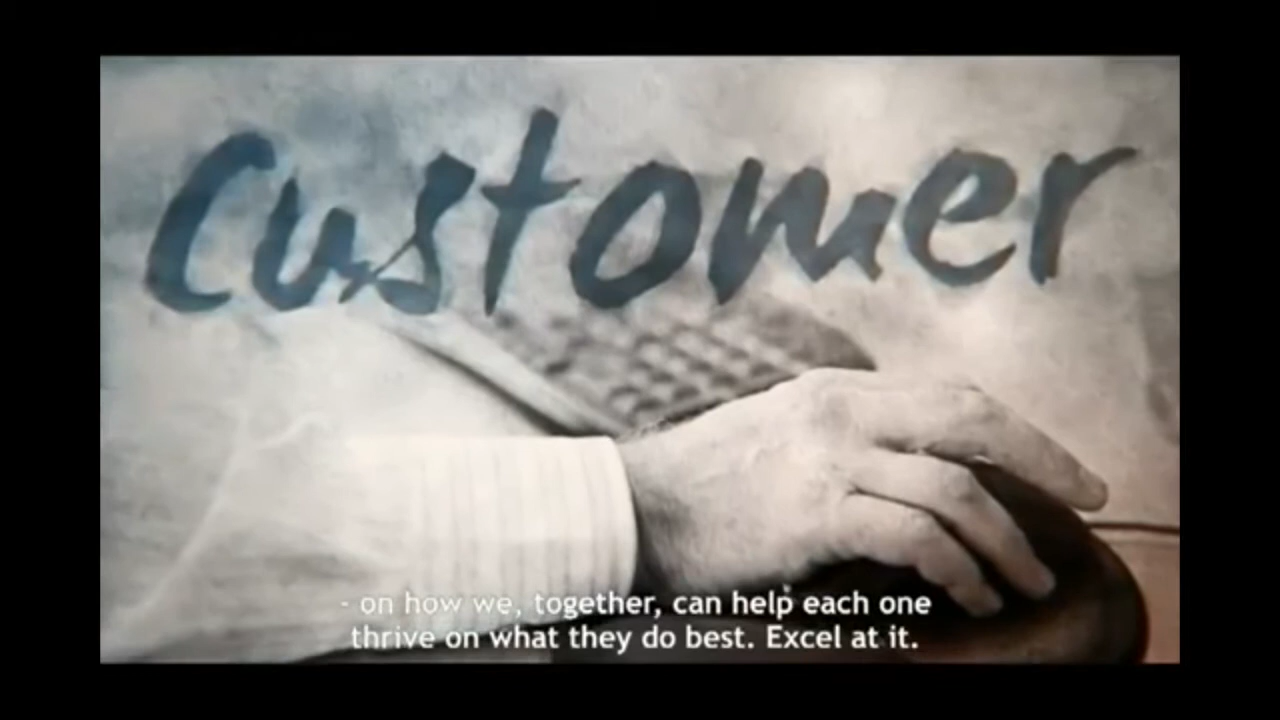 Customer
- on how we, together, can help each one
thrive on what they do best. Excel at it.